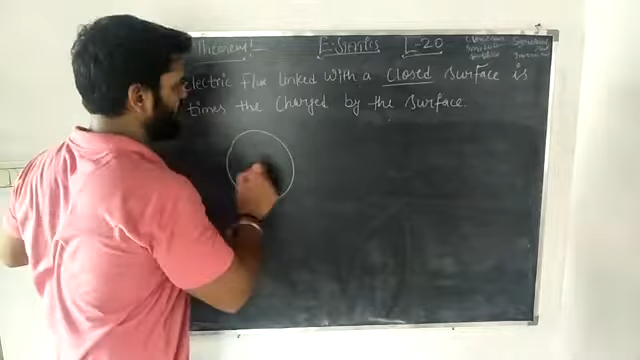 Theorem! E.Statics L-20
electric flux linked with a closed surface is
times the charged by the surface.